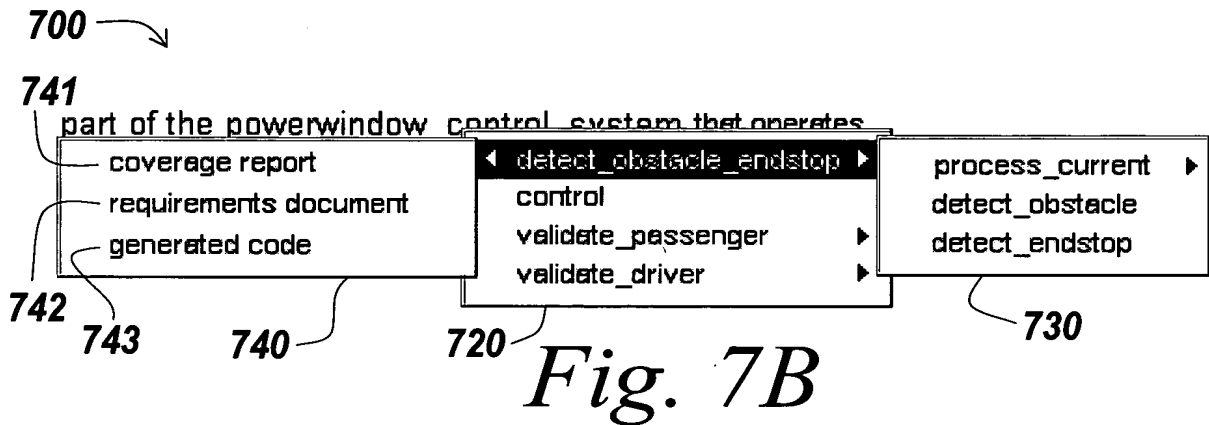 700
741
part of the powerwindow control system that operates
coverage report
requirements document
generated code
detect_obstacle_endstop
control
validate_passenger
validate_driver
process_current
detect_obstacle
detect_endstop
742
743
740
720
730
Fig. 7B